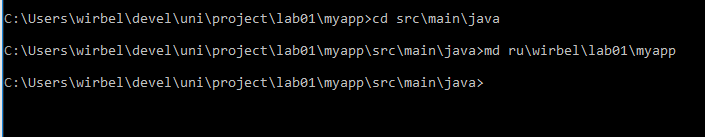 C:\Users\wirbel\devel\uni\project\lab01\myapp>cd src\main\java
C:\Users\wirbel\devel\uni\project\lab01\myapp\src\main\java>md ru\wirbel\lab01\myapp
C:\Users\wirbel\devel\uni\project\lab01\myapp\src\main\java>